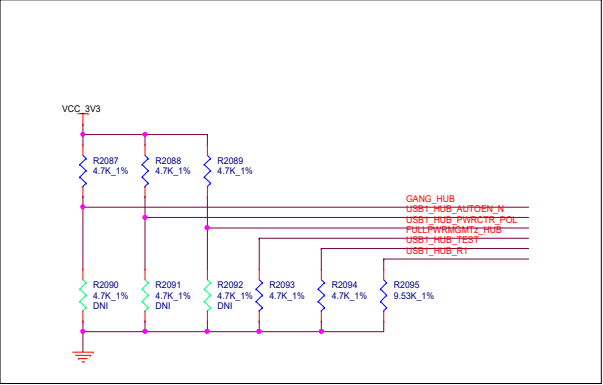 VCC_3V3
R2087
4.7K_1%
R2088
4.7K_1%
R2089
4.7K_1%
GANG_HUB
USB1_HUB_AUTOEN_N
USB1_HUB_PWRCTR_POL
FULLPWRMGMTz_HUB
USB1_HUB_TEST
USB1_HUB_R1
R2090
4.7K_1%
DNI
R2091
4.7K_1%
DNI
R2092
4.7K_1%
DNI
R2093
4.7K_1%
R2094
4.7K_1%
R2095
9.53K_1%